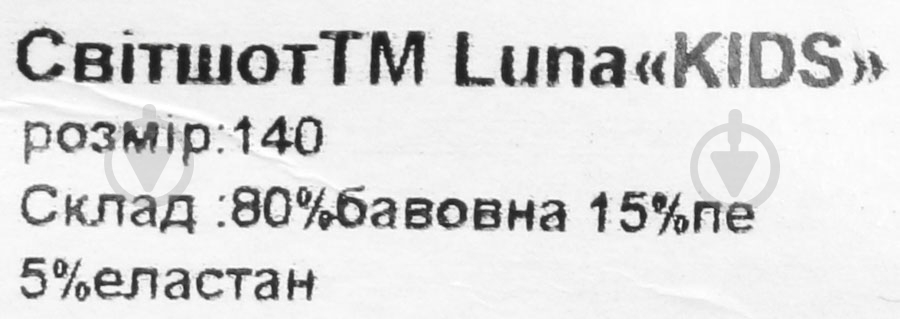 СвітшотТМ Luna«KIDS»
розмір:140
Склад :80%бавовна 15%пе
5%еластан